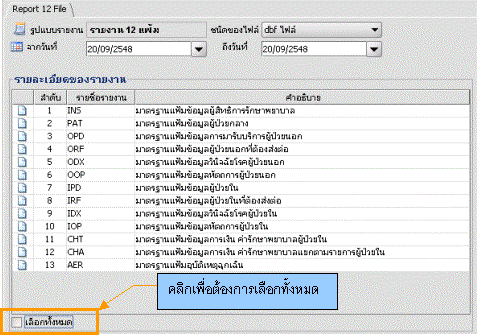 Report 12 File
รูปแบบรายงาน รายงาน 12 แฟ้ม ชนิดของไฟล์ dbf ไฟล์
จากวันที่ 20/09/2548 ถึงวันที่ 20/09/2548
รายละเอียดของรายงาน
ลำดับ รายชื่อรายงาน คำอธิบาย
1 INS มาตรฐานแฟ้มข้อมูลผู้มีสิทธิการรักษาพยาบาล
2 PAT มาตรฐานแฟ้มข้อมูลผู้ป่วยกลาง
3 OPD มาตรฐานแฟ้มข้อมูลการมารับบริการผู้ป่วยนอก
4 ORF มาตรฐานแฟ้มข้อมูลผู้ป่วยนอกที่ต้องส่งต่อ
5 ODX มาตรฐานแฟ้มข้อมูลวินิจฉัยโรคผู้ป่วยนอก
6 OOP มาตรฐานแฟ้มข้อมูลหัตถการผู้ป่วยนอก
7 IPD มาตรฐานแฟ้มข้อมูลผู้ป่วยใน
8 IRF มาตรฐานแฟ้มข้อมูลผู้ป่วยในที่ต้องส่งต่อ
9 IDX มาตรฐานแฟ้มข้อมูลวินิจฉัยโรคผู้ป่วยใน
10 IOP มาตรฐานแฟ้มข้อมูลหัตถการผู้ป่วยใน
11 CHT มาตรฐานแฟ้มข้อมูลการเงิน ค่ารักษาพยาบาลผู้ป่วยใน
12 CHA มาตรฐานแฟ้มข้อมูลการเงิน ค่ารักษาพยาบาลแยกตามรายการผู้ป่วยใน
13 AER มาตรฐานแฟ้มอุบัติเหตุฉุกเฉิน
คลิกเพื่อต้องการเลือกทั้งหมด
เลือกทั้งหมด